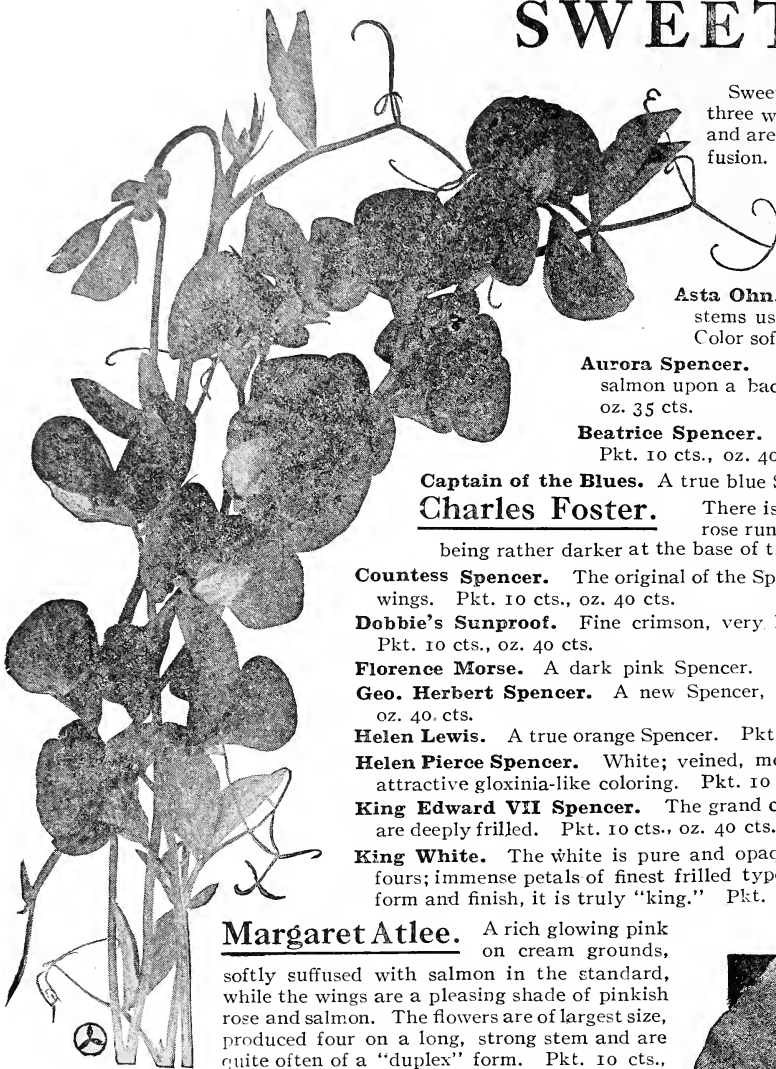 SWEET
Swee
three w
and are
fusion.
Asta Ohn.
stems us
Color sof
Aurora Spencer.
salmon upon a bac
oz. 35 cts.
Beatrice Spencer.
Pkt. 10 cts., oz. 40
Captain of the Blues. A true blue S
Charles Foster. There is
rose run
being rather darker at the base of t
Countess Spencer. The original of the Sp
wings. Pkt. 10 cts., oz. 40 cts.
Dobbie's Sunproof. Fine crimson, very
Pkt. 10 cts., oz. 40 cts.
Florence Morse. A dark pink Spencer.
Geo. Herbert Spencer. A new Spencer,
oz. 40. cts.
Helen Lewis. A true orange Spencer. Pkt
Helen Pierce Spencer. White; veined, mo
attractive gloxinia-like coloring. Pkt. 10
King Edward VII Spencer. The grand c
are deeply frilled. Pkt. 10 cts., oz. 40 cts.
King White. The white is pure and opaq
fours; immense petals of finest frilled type
form and finish, it is truly "king." Pkt.
Margaret Atlee. A rich glowing pink
on cream grounds,
softly suffused with salmon in the standard,
while the wings are a pleasing shade of pinkish
rose and salmon. The flowers are of largest size,
produced four on a long, strong stem and are
quite often of a "duplex" form. Pkt. 10 cts.,